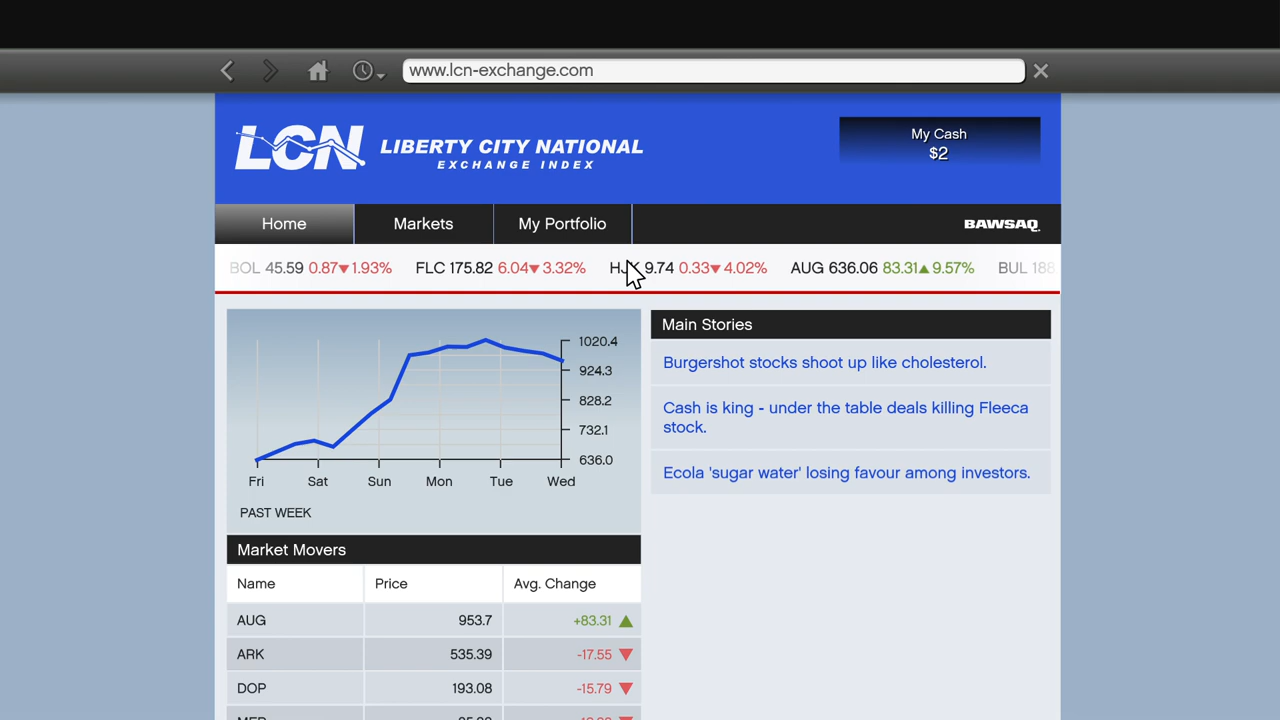 www.lcn-exchange.com
LCN LIBERTY CITY NATIONAL
EXCHANGE INDEX
My Cash
$2
Home Markets My Portfolio BAWSAQ
BOL 45.59 0.87▼1.93% FLC 175.82 6.04▼3.32% 9.74 0.33▼4.02% AUG 636.06 83.31▲9.57% BUL
1020.4
924.3
828.2
732.1
636.0
Fri Sat Sun Mon Tue Wed
PAST WEEK
Main Stories
Burgershot stocks shoot up like cholesterol.
Cash is king - under the table deals killing Fleeca
stock.
Ecola 'sugar water' losing favour among investors.
Market Movers
Name Price Avg. Change
AUG 953.7 +83.31 ▲
ARK 535.39 -17.55 ▼
DOP 193.08 -15.79 ▼